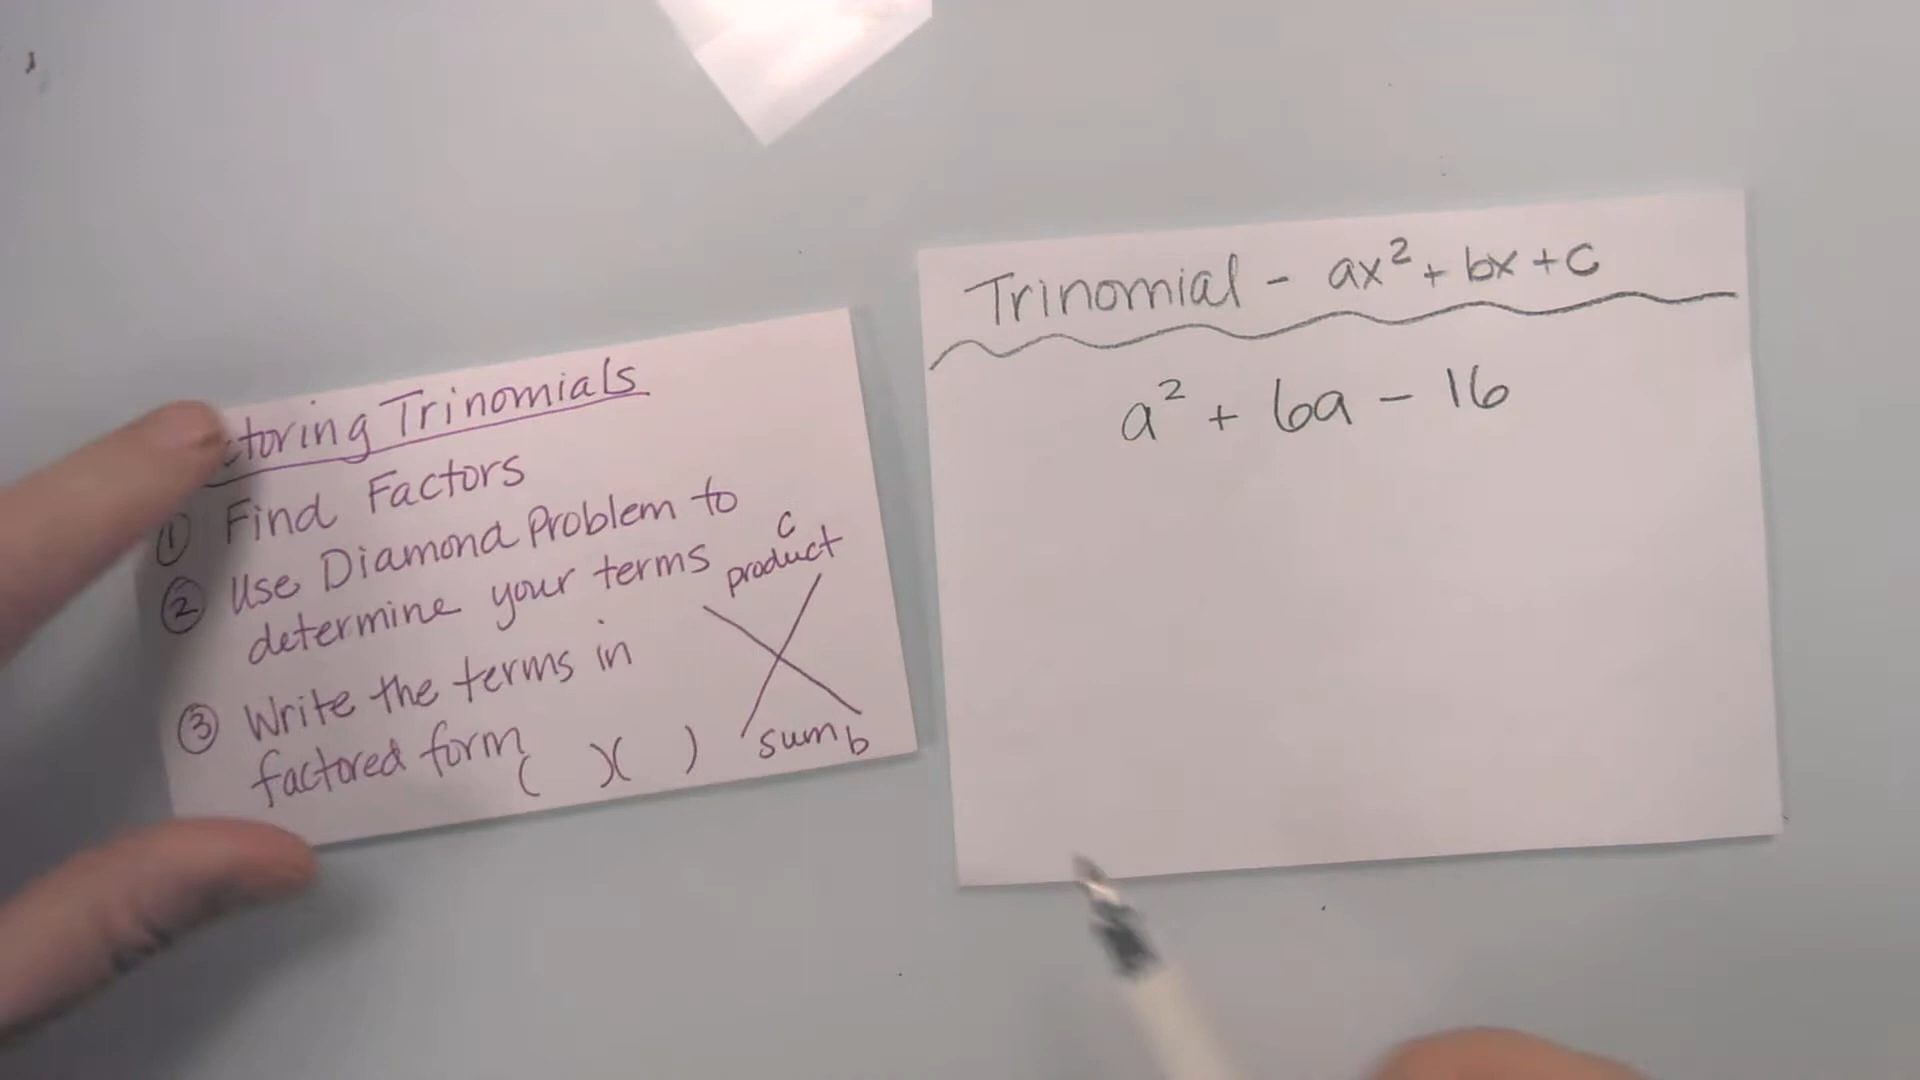 ctoring Trinomials
① Find Factors
② Use Diamond Problem to
determine your terms
c
product
sum b
③ Write the terms in
factored form ( )( )
Trinomial - ax² + bx + c
a² + 6a - 16